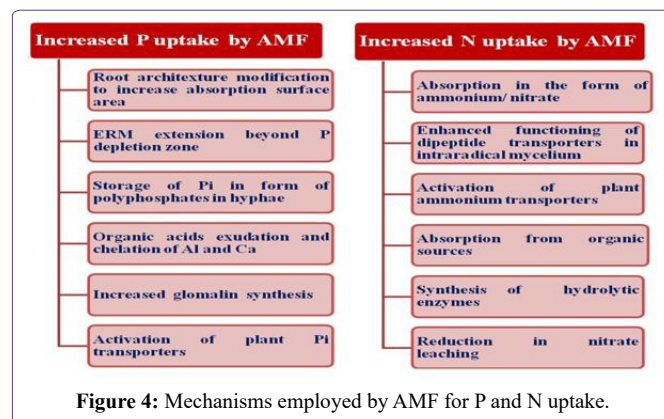 Increased P uptake by AMF
Root architexture modification
to increase absorption surface
area
ERM extension beyond P
depletion zone
Storage of Pi in form of
polyphosphates in hyphae
Organic acids exudation and
chelation of Al and Ca
Increased glomalin synthesis
Activation of plant Pi
transporters
Increased N uptake by AMF
Absorption in the form of
ammonium/ nitrate
Enhanced functioning of
dipeptide transporters in
intraradical mycelium
Activation of plant
ammonium transporters
Absorption from organic
sources
Synthesis of hydrolytic
enzymes
Reduction in nitrate
leaching
Figure 4: Mechanisms employed by AMF for P and N uptake.